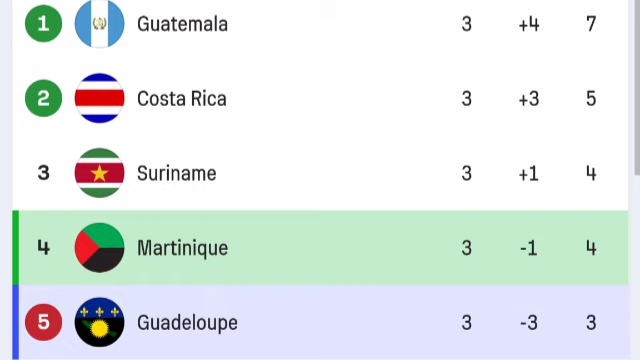 1 Guatemala 3 +4 7
2 Costa Rica 3 +3 5
3 Suriname 3 +1 4
4 Martinique 3 -1 4
5 Guadeloupe 3 -3 3